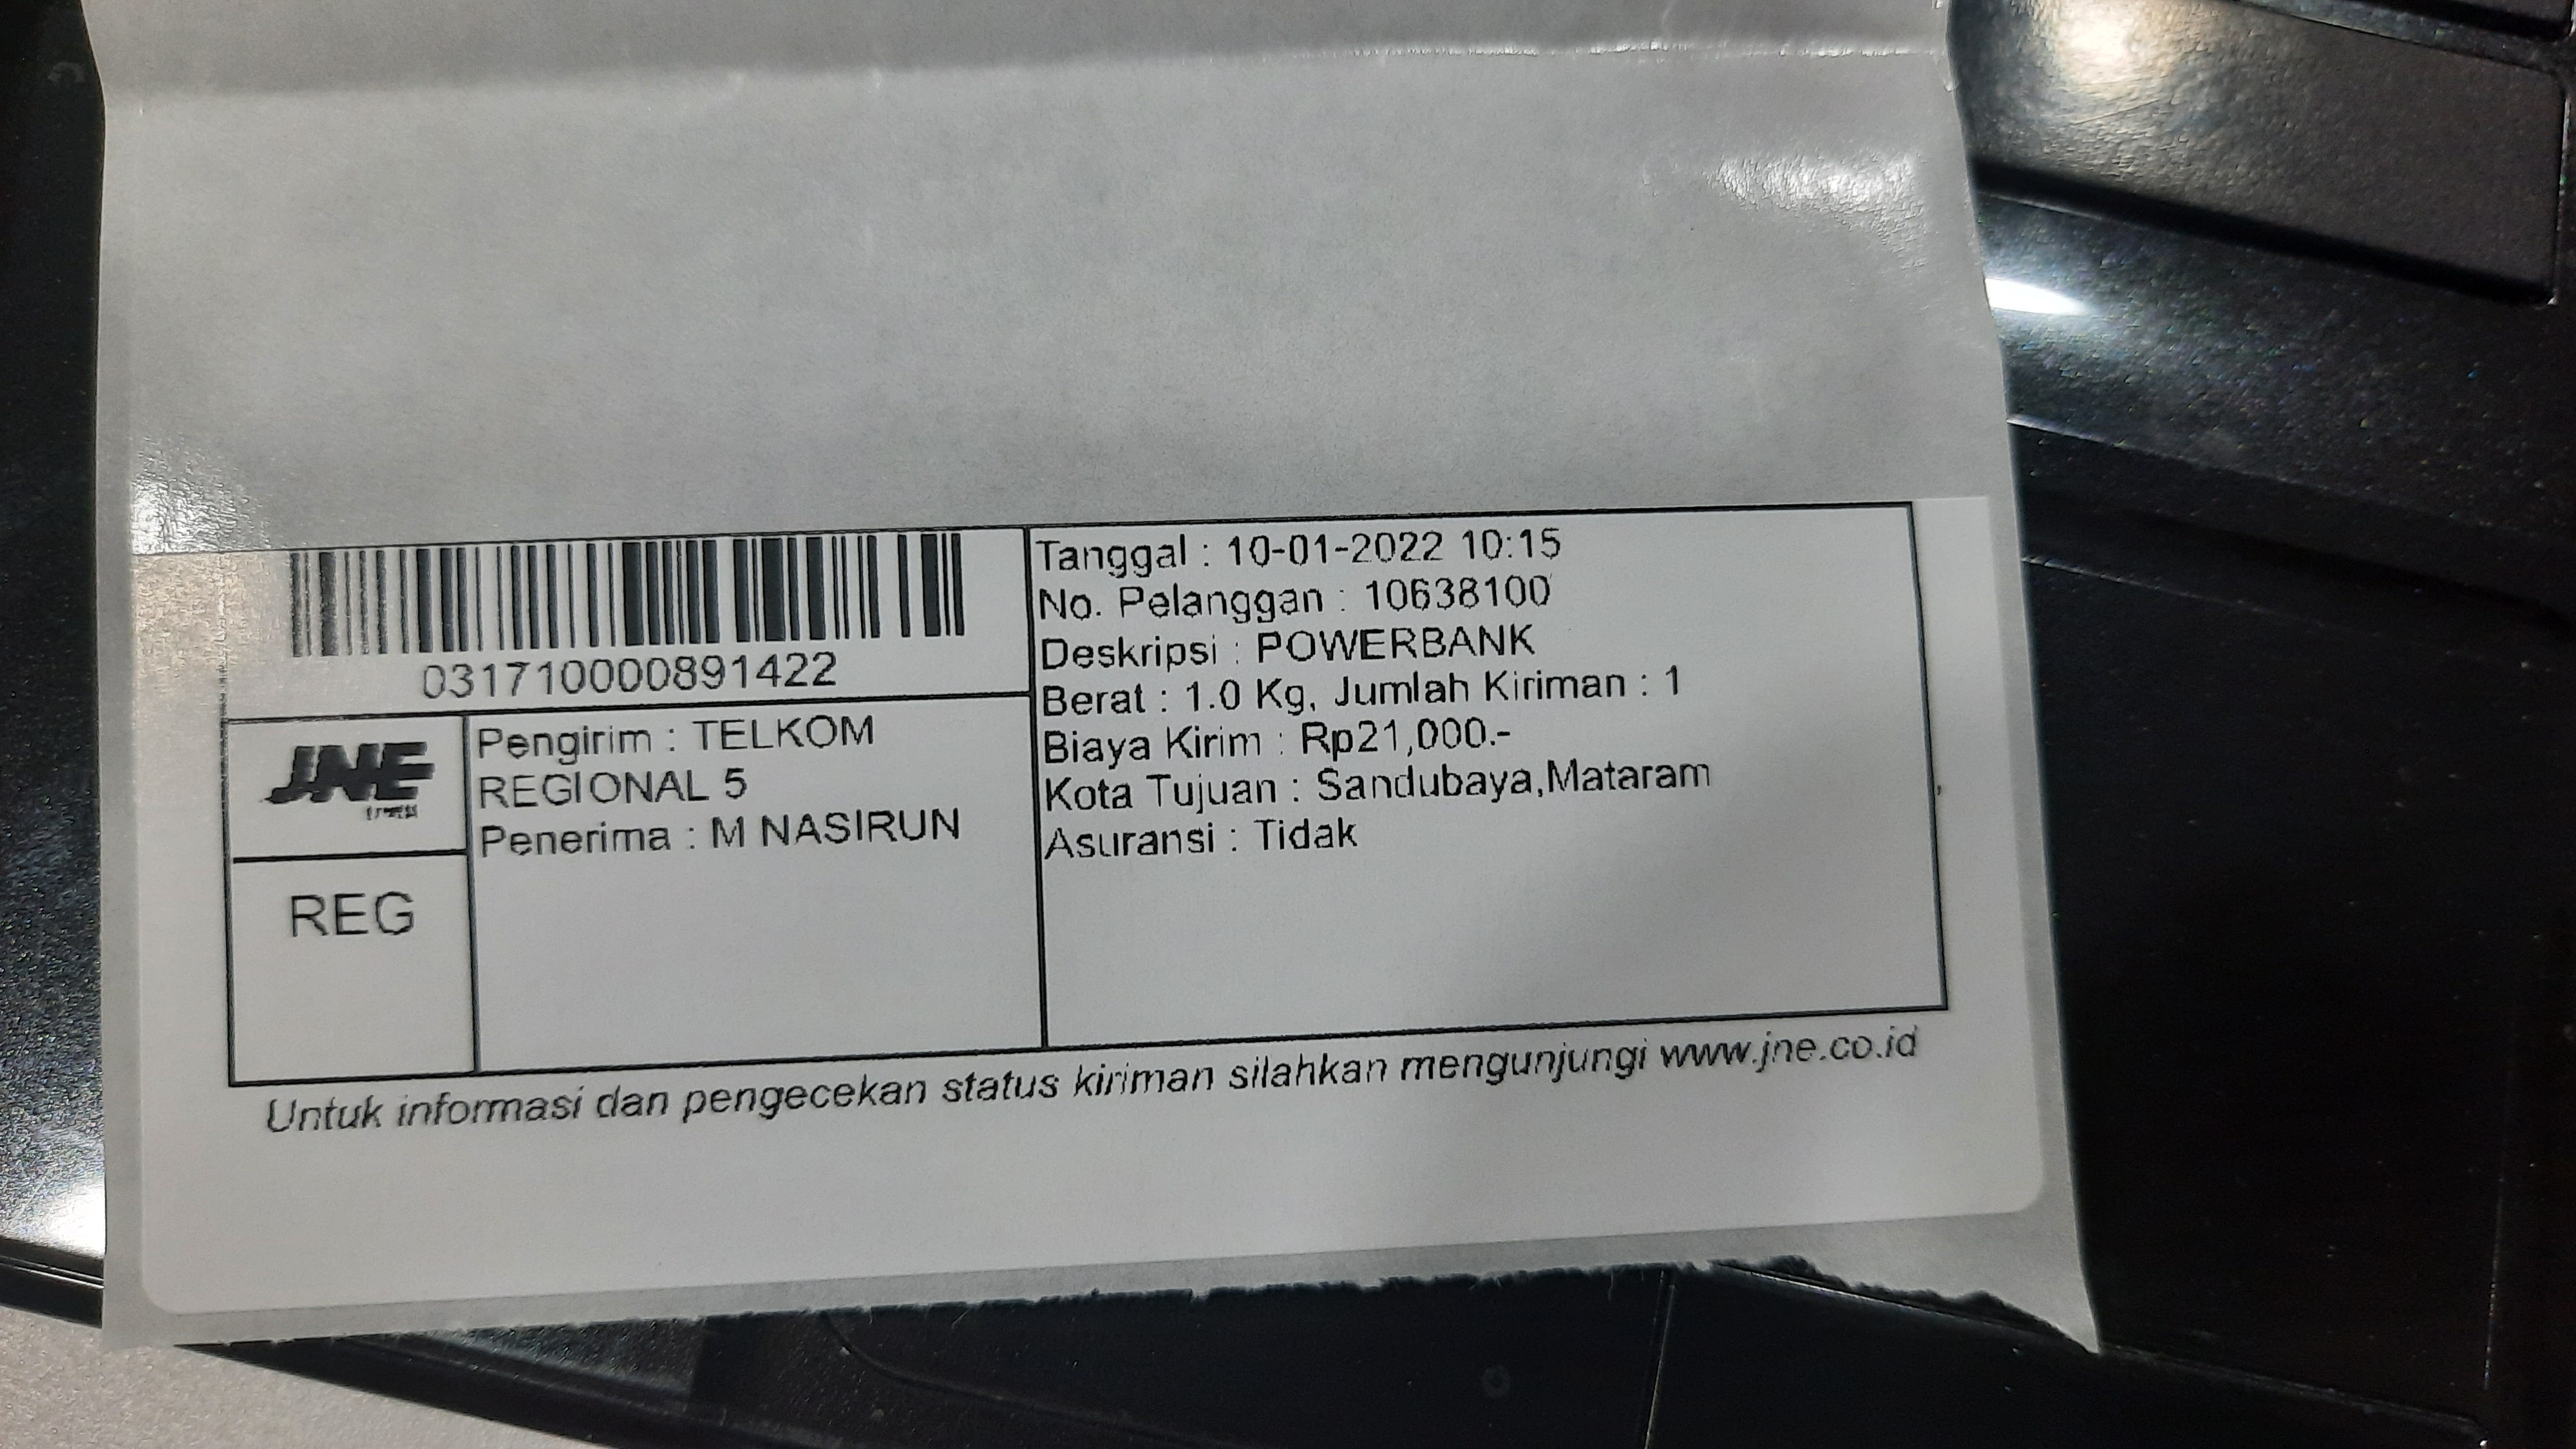 0317100008914​22
Tanggal : 10-01-2022 10:15
No. Pelanggan : 10638100
Deskripsi : POWERBANK
Berat : 1.0 Kg, Jumlah Kiriman : 1
Biaya Kirim : Rp21,000.-
Kota Tujuan : Sandubaya,Mataram
Asuransi : Tidak
JNE
Pengirim : TELKOM
REGIONAL 5
Penerima : M NASIRUN
REG
Untuk informasi dan pengecekan status kiriman silahkan mengunjungi www.jne.co.id